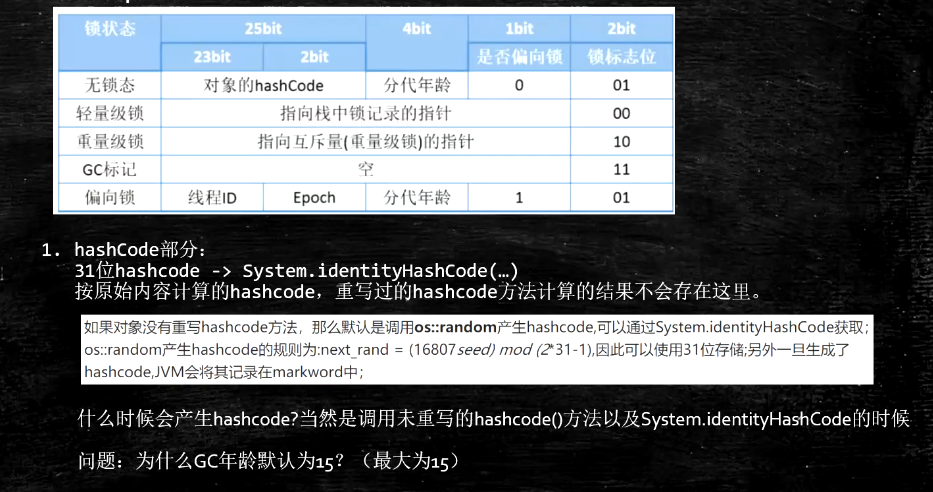 锁状态 25bit 4bit 1bit 2bit
23bit 2bit 是否偏向锁 锁标志位
无锁态 对象的hashCode 分代年龄 0 01
轻量级锁 指向栈中锁记录的指针 00
重量级锁 指向互斥量(重量级锁)的指针 10
GC标记 空 11
偏向锁 线程ID Epoch 分代年龄 1 01
1. hashCode部分：
31位hashcode -> System.identityHashCode(…)
按原始内容计算的hashcode，重写过的hashcode方法计算的结果不会存在这里。
如果对象没有重写hashcode方法，那么默认是调用os::random产生hashcode,可以通过System.identityHashCode获取；
os::random产生hashcode的规则为:next_rand = (16807seed) mod (2*31-1),因此可以使用31位存储;另外一旦生成了
hashcode,JVM会将其记录在markword中；
什么时候会产生hashcode?当然是调用未重写的hashcode()方法以及System.identityHashCode的时候
问题：为什么GC年龄默认为15？（最大为15）